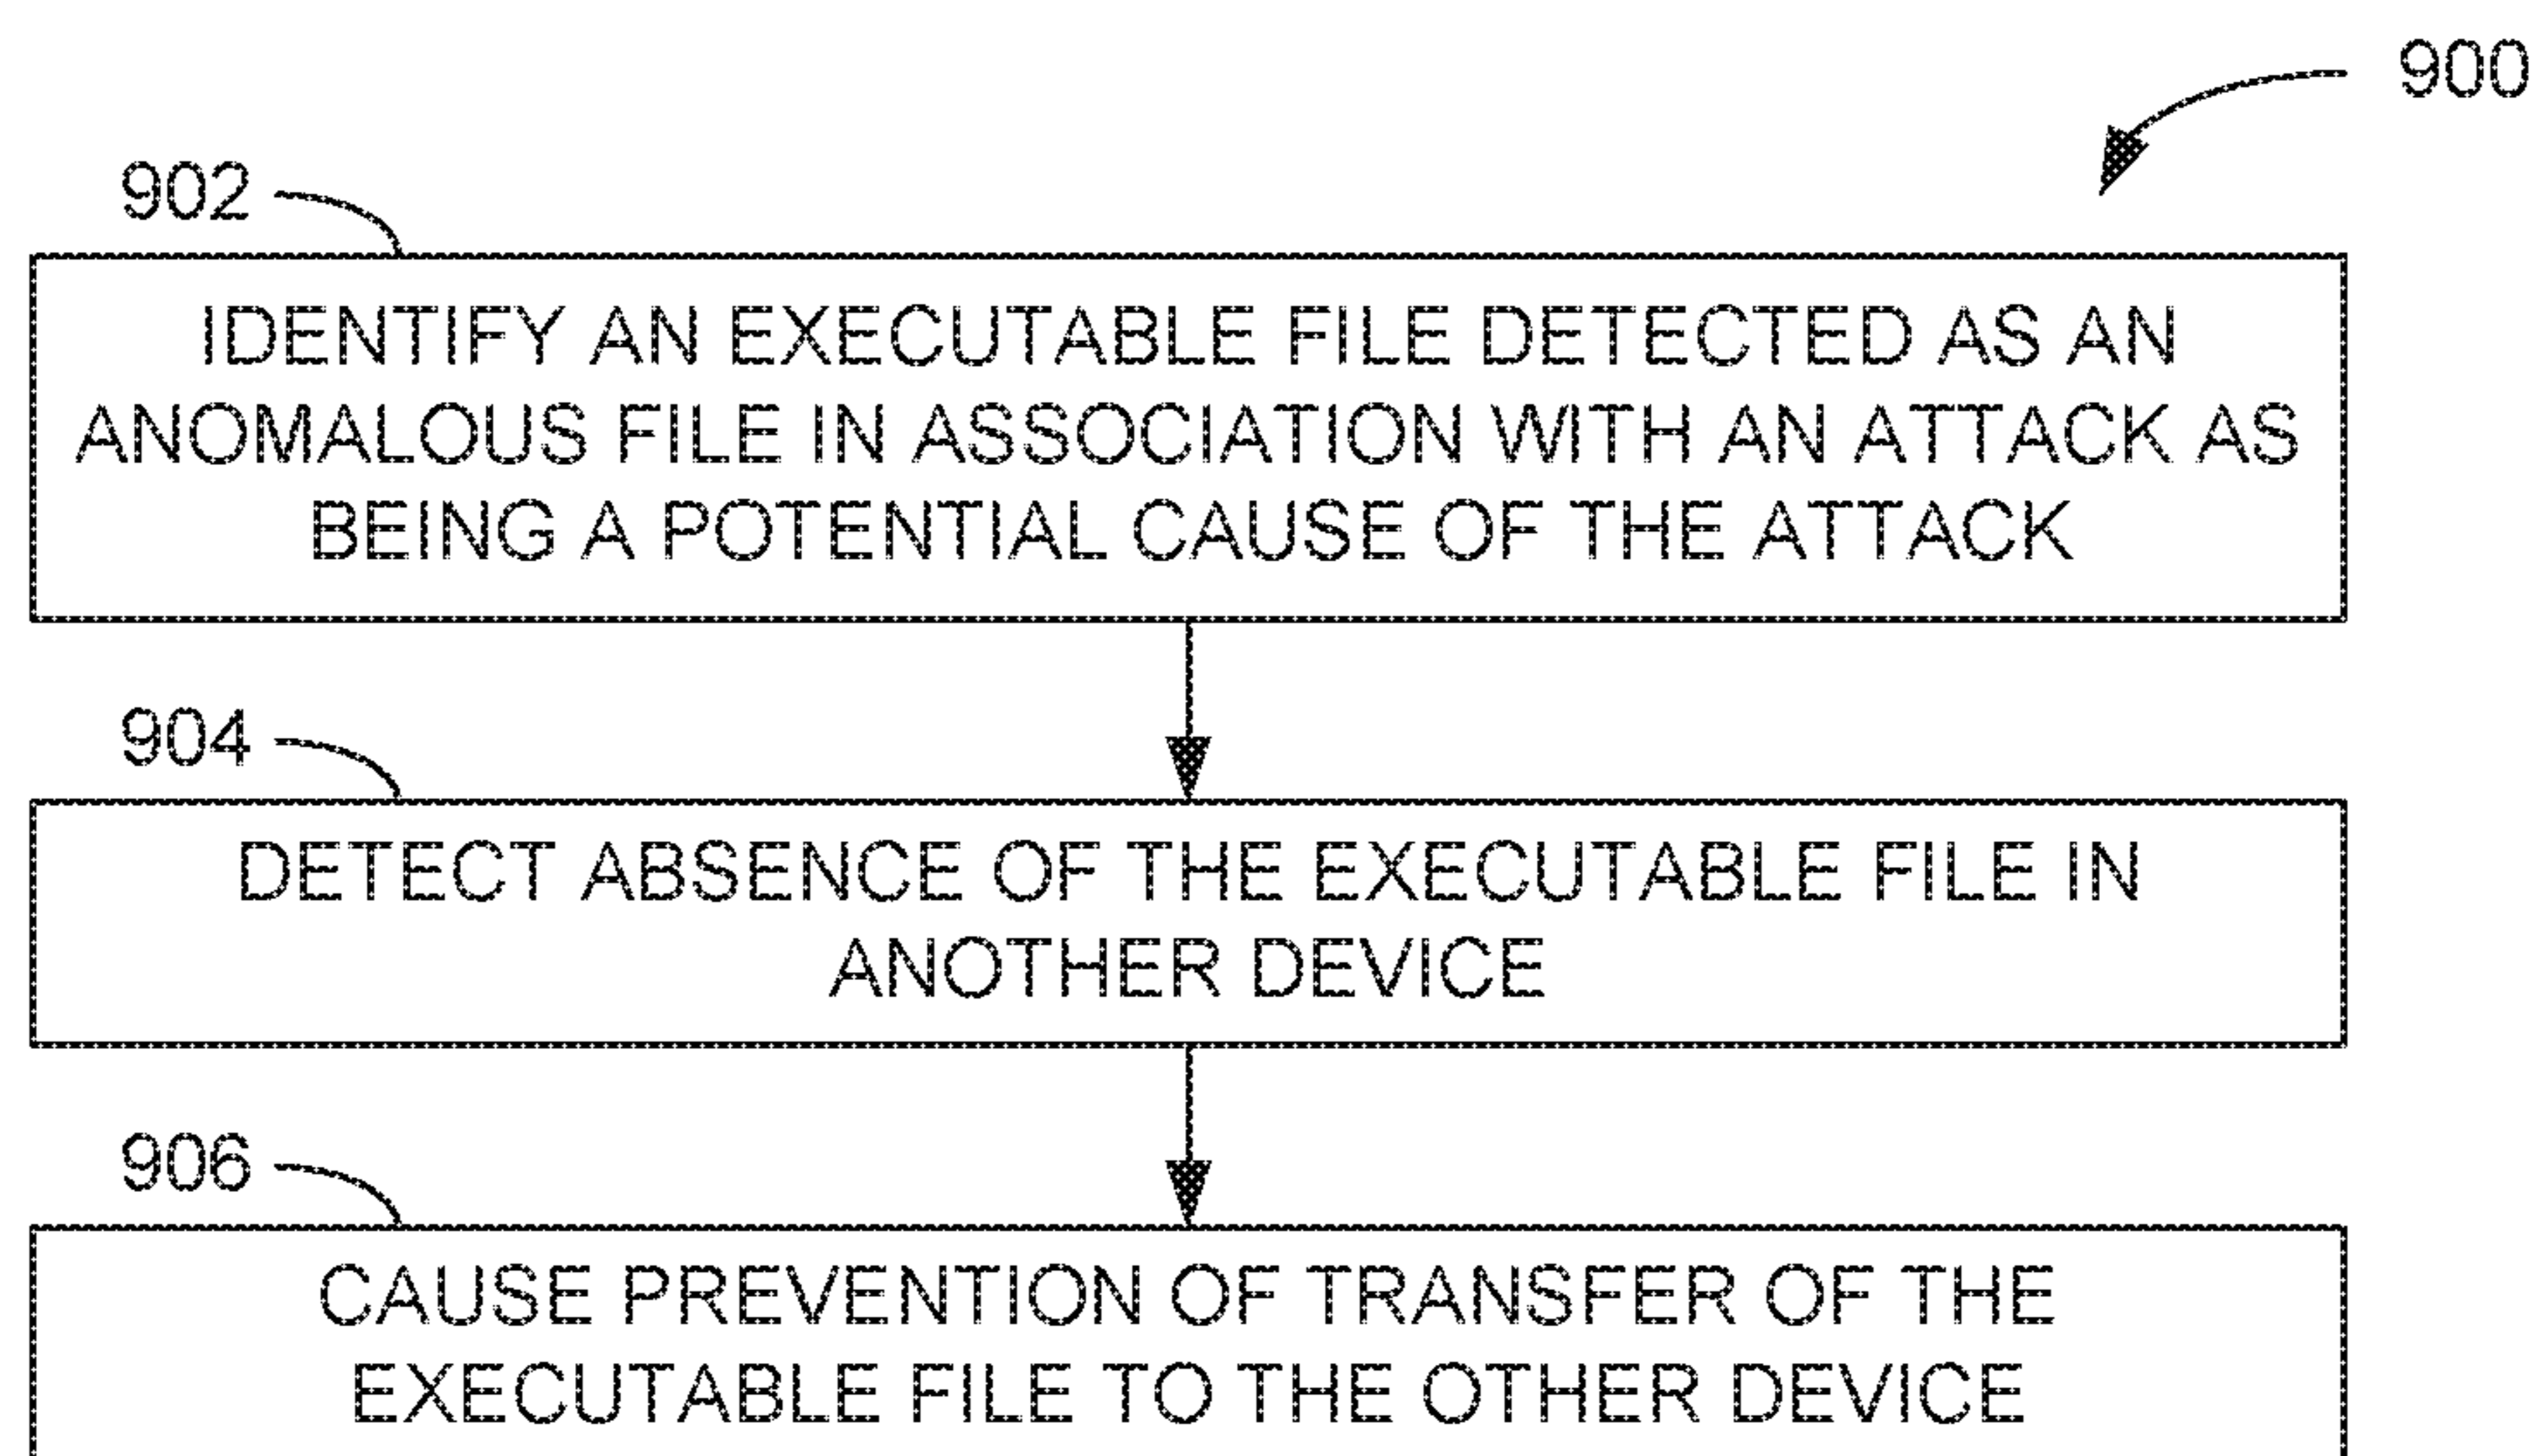 900
902
IDENTIFY AN EXECUTABLE FILE DETECTED AS AN
ANOMALOUS FILE IN ASSOCIATION WITH AN ATTACK AS
BEING A POTENTIAL CAUSE OF THE ATTACK
904
DETECT ABSENCE OF THE EXECUTABLE FILE IN
ANOTHER DEVICE
906
CAUSE PREVENTION OF TRANSFER OF THE
EXECUTABLE FILE TO THE OTHER DEVICE